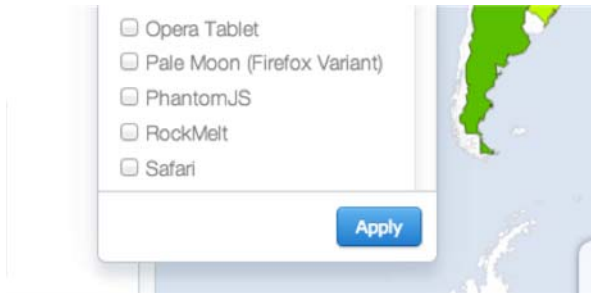 Opera Tablet
Pale Moon (Firefox Variant)
PhantomJS
RockMelt
Safari
Apply